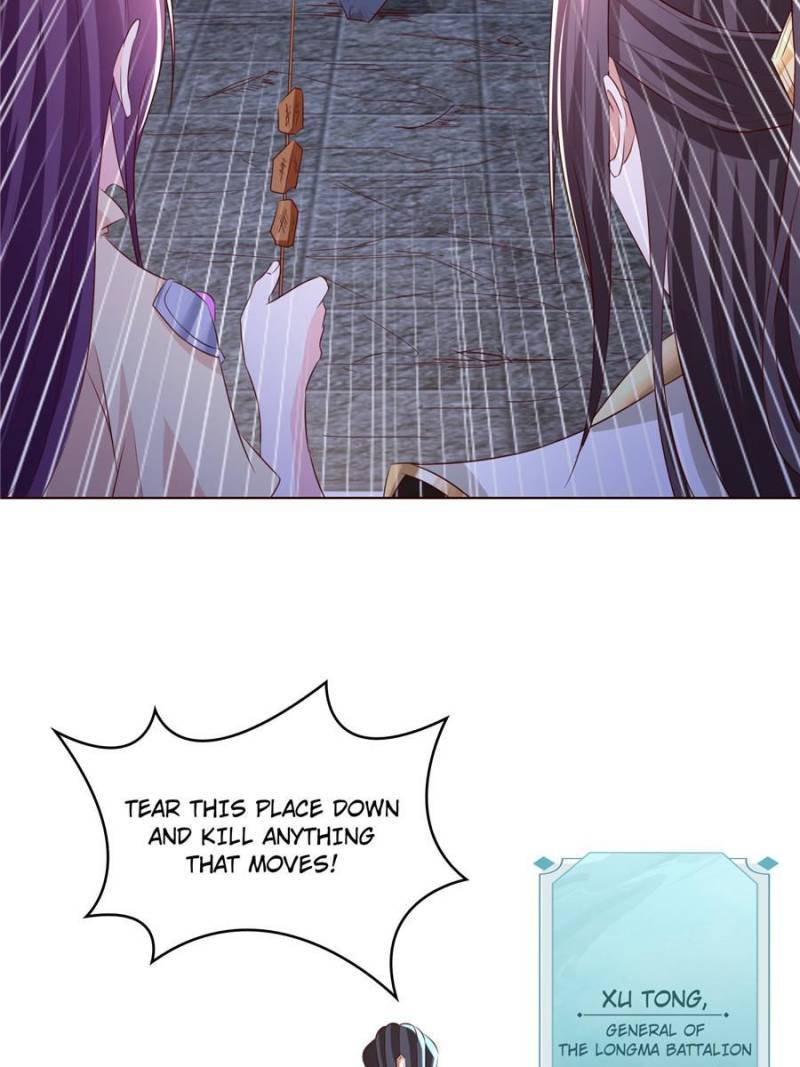 TEAR THIS PLACE DOWN
AND KILL ANYTHING
THAT MOVES!
XU TONG,
GENERAL OF
THE LONGMA BATTALION